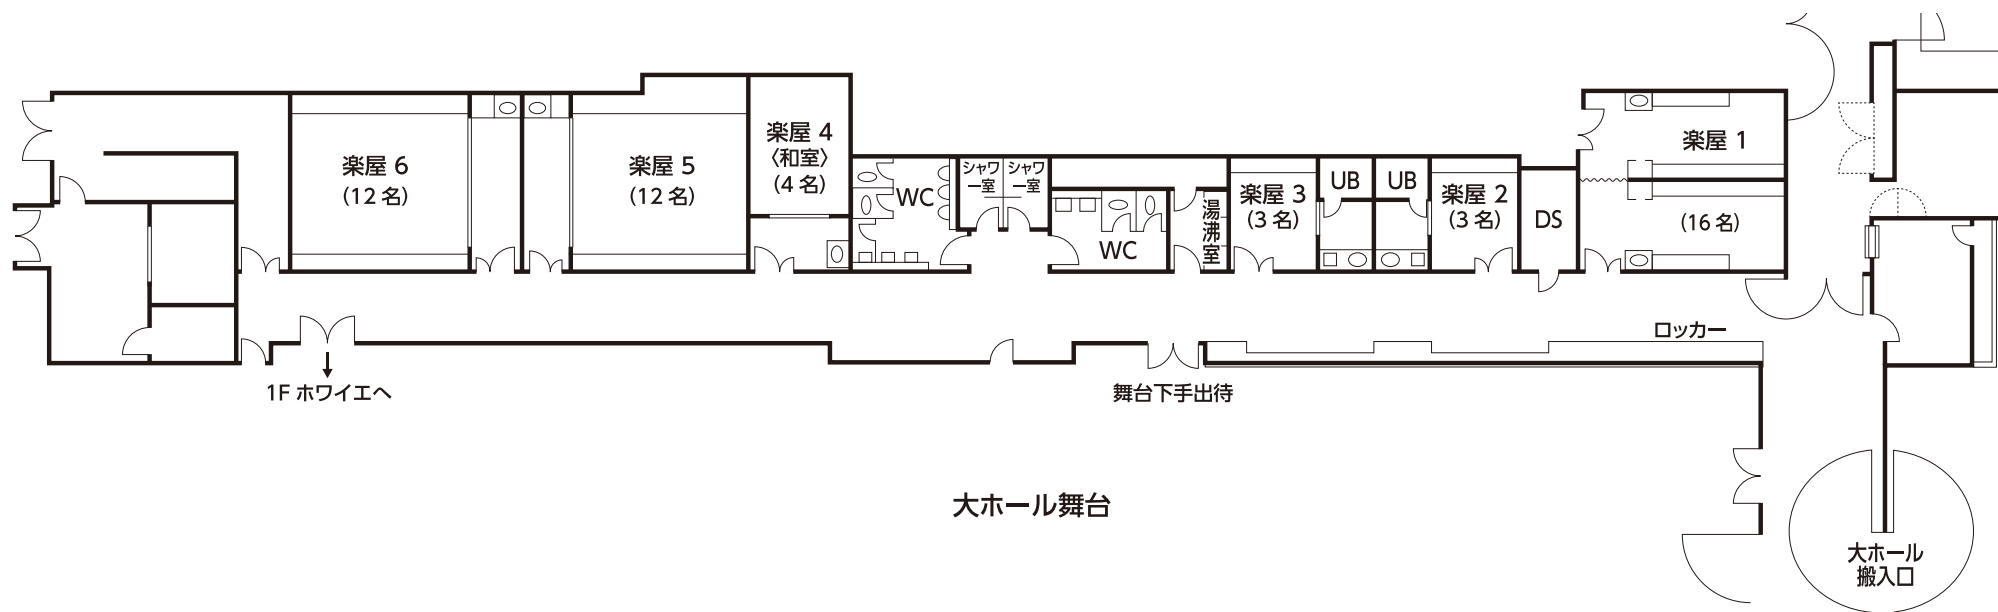 楽屋 6
(12 名)
楽屋 5
(12 名)
楽屋 4
〈和室〉
(4 名)
WC
シャワ
ー室
シャワ
ー室
WC
湯沸室
楽屋 3
(3 名)
UB
UB
楽屋 2
(3 名)
DS
楽屋 1
(16 名)
ロッカー
1F ホワイエへ
舞台下手出待
大ホール舞台
大ホール
搬入口